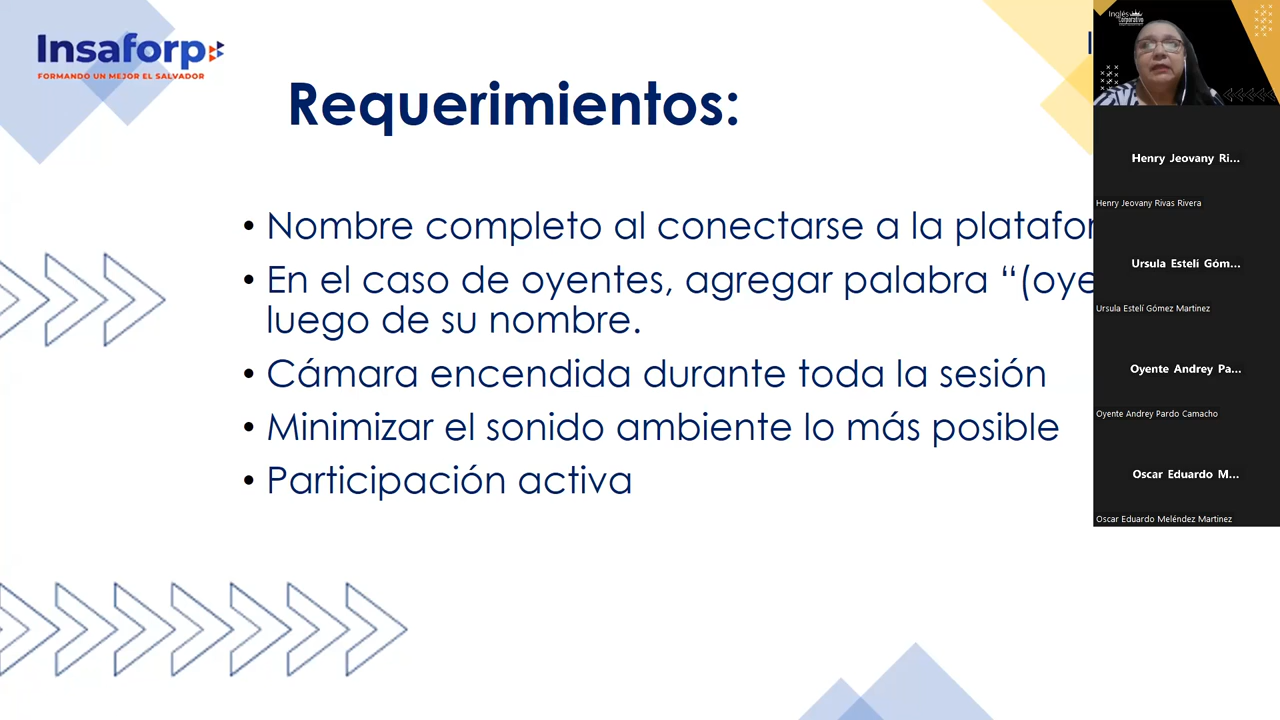 Insaforp
FORMANDO UN MEJOR EL SALVADOR
Requerimientos:
• Nombre completo al conectarse a la
• En el caso de oyentes, agregar palabra
luego de su nombre.
• Cámara encendida durante toda la sesión
• Minimizar el sonido ambiente lo más posible
• Participación activa
Inglés
Corporativo
Henry Jeovany Ri...
Henry Jeovany Rivas Rivera
Ursula Estelí Góm...
Ursula Estelí Gómez Martinez
Oyente Andrey Pa...
Oyente Andrey Pardo Camacho
Oscar Eduardo M...
Oscar Eduardo Meléndez Martinez